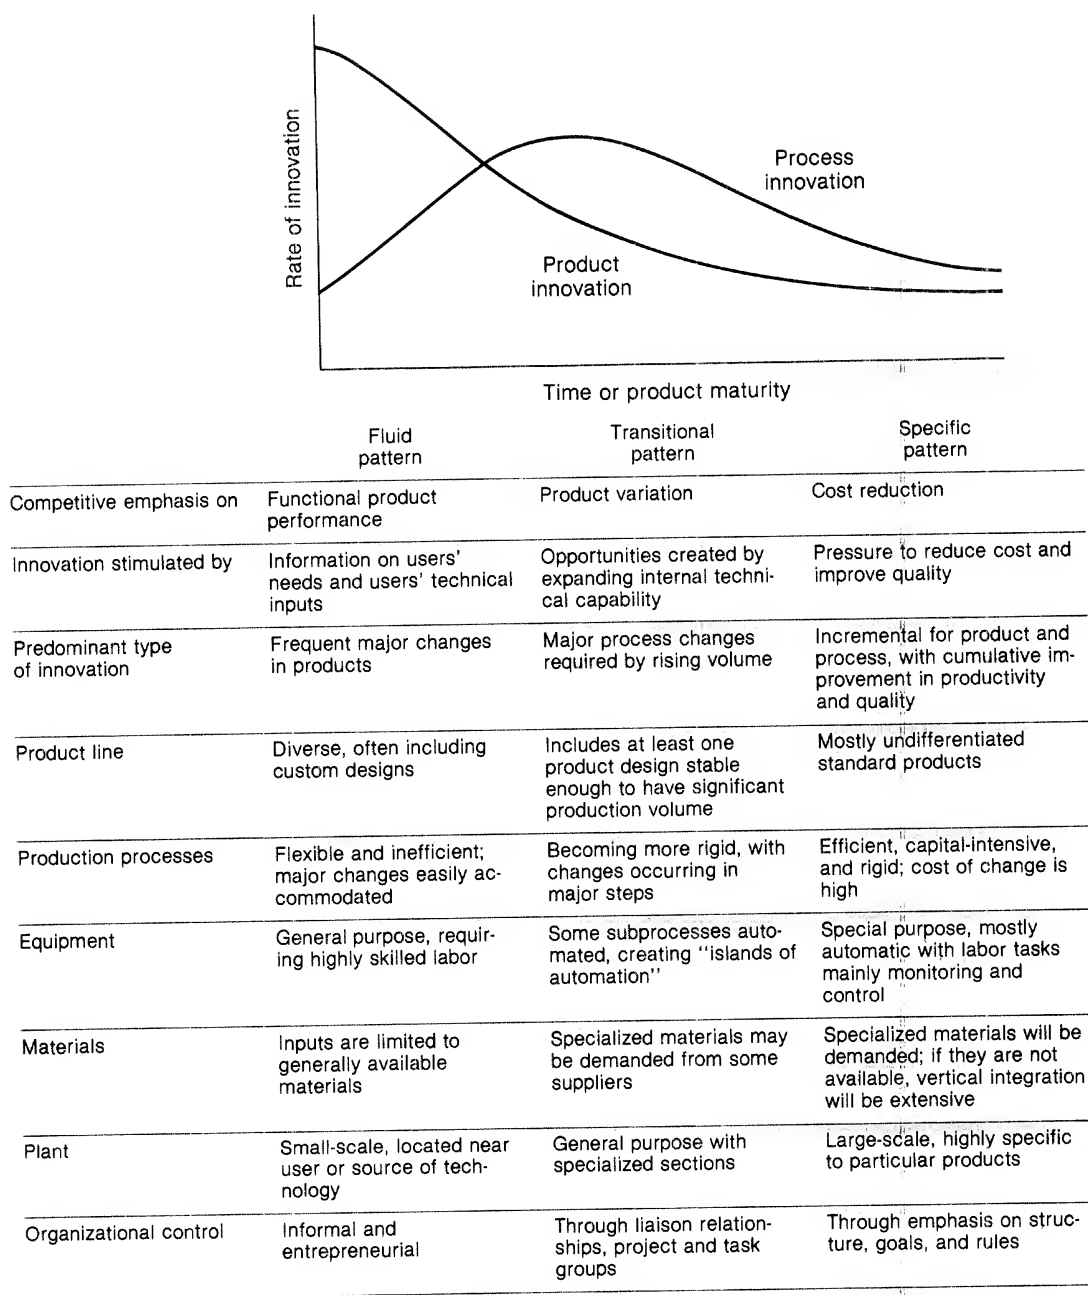 Rate of innovation
Process
innovation
Product
innovation
Time or product maturity
Fluid
pattern
Transitional
pattern
Specific
pattern
Competitive emphasis on
Functional product
performance
Product variation
Cost reduction
Innovation stimulated by
Information on users'
needs and users' technical
inputs
Opportunities created by
expanding internal techni-
cal capability
Pressure to reduce cost and
improve quality
Predominant type
of innovation
Frequent major changes
in products
Major process changes
required by rising volume
Incremental for product and
process, with cumulative im-
provement in productivity
and quality
Product line
Diverse, often including
custom designs
Includes at least one
product design stable
enough to have significant
production volume
Mostly undifferentiated
standard products
Production processes
Flexible and inefficient;
major changes easily ac-
commodated
Becoming more rigid, with
changes occurring in
major steps
Efficient, capital-intensive,
and rigid; cost of change is
high
Equipment
General purpose, requir-
ing highly skilled labor
Some subprocesses auto-
mated, creating "islands of
automation"
Special purpose, mostly
automatic with labor tasks
mainly monitoring and
control
Materials
Inputs are limited to
generally available
materials
Specialized materials may
be demanded from some
suppliers
Specialized materials will be
demanded; if they are not
available, vertical integration
will be extensive
Plant
Small-scale, located near
user or source of tech-
nology
General purpose with
specialized sections
Large-scale, highly specific
to particular products
Organizational control
Informal and
entrepreneurial
Through liaison relation-
ships, project and task
groups
Through emphasis on struc-
ture, goals, and rules